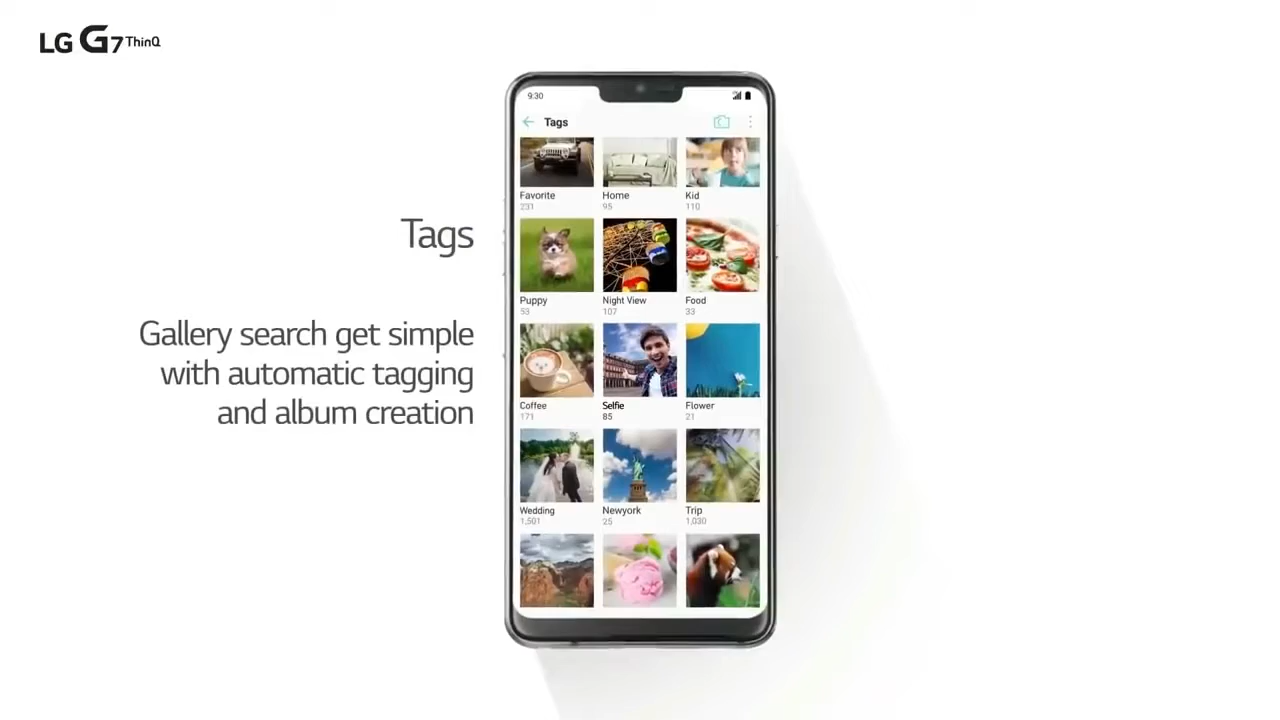 LG G7 ThinQ
9:30
Tags
Favorite Home Kid
231 95 110
Tags
Puppy Night View Food
53 107 33
Gallery search get simple
with automatic tagging
and album creation
Coffee Selfie Flower
171 85 21
Wedding Newyork Trip
1,501 25 1,030